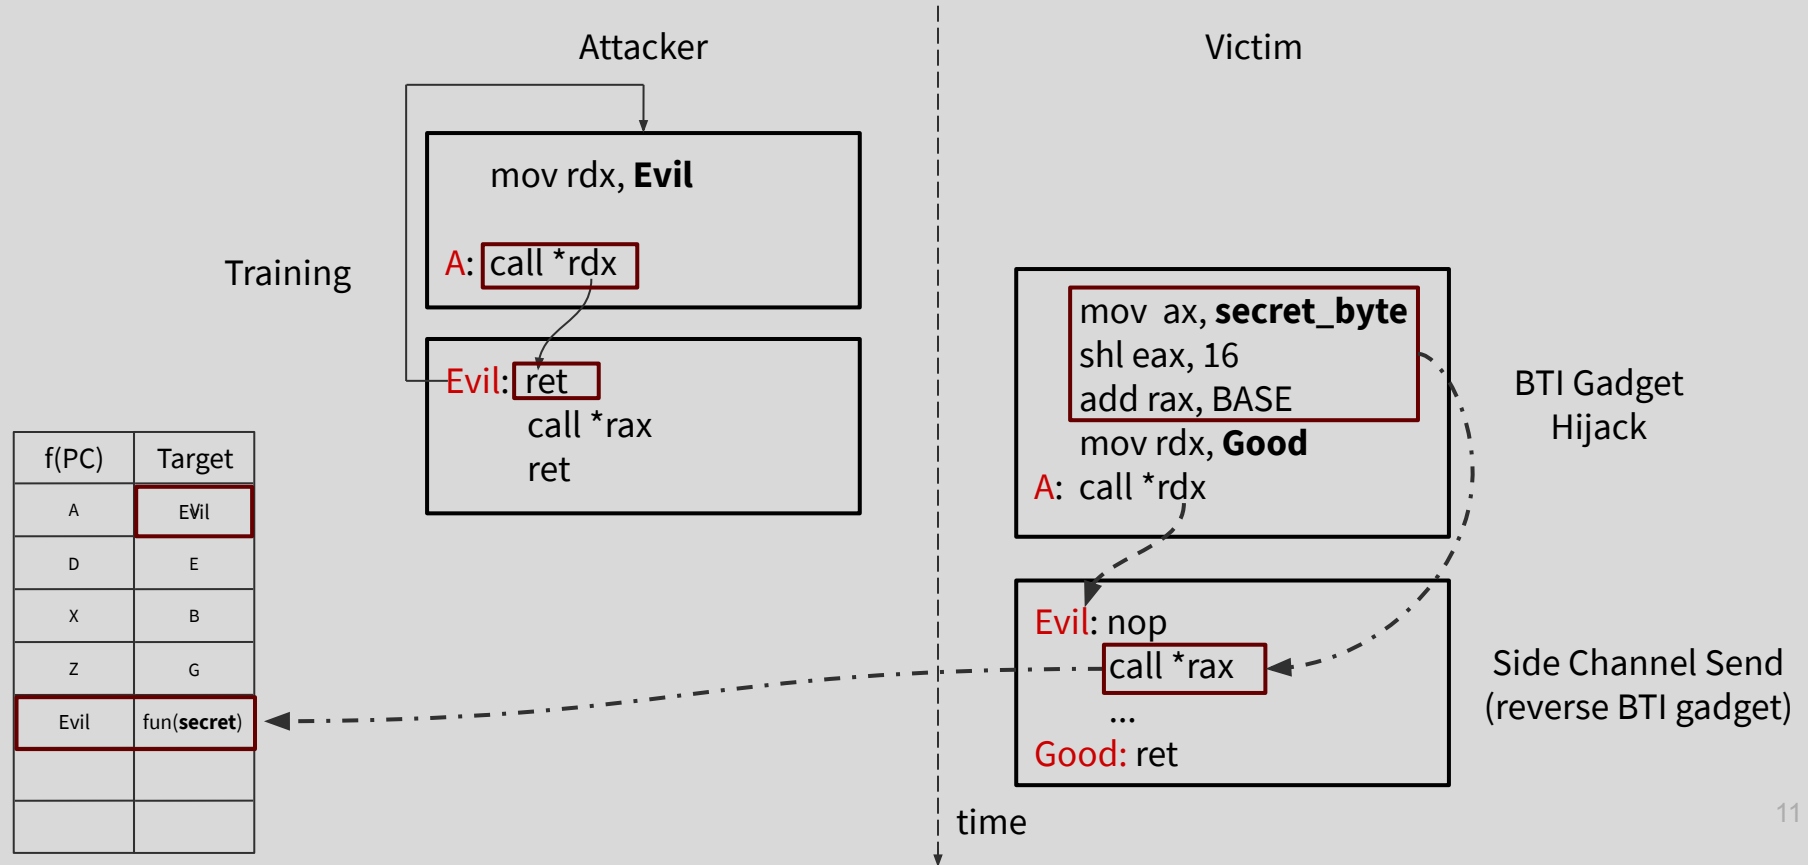 Attacker
Victim
mov rdx, Evil
A: call *rdx
Training
Evil: ret
call *rax
ret
mov ax, secret_byte
shl eax, 16
add rax, BASE
mov rdx, Good
A: call *rdx
BTI Gadget
Hijack
Evil: nop
call *rax
...
Good: ret
Side Channel Send
(reverse BTI gadget)
f(PC) Target
A Evil
D E
X B
Z G
Evil fun(secret)
time
11